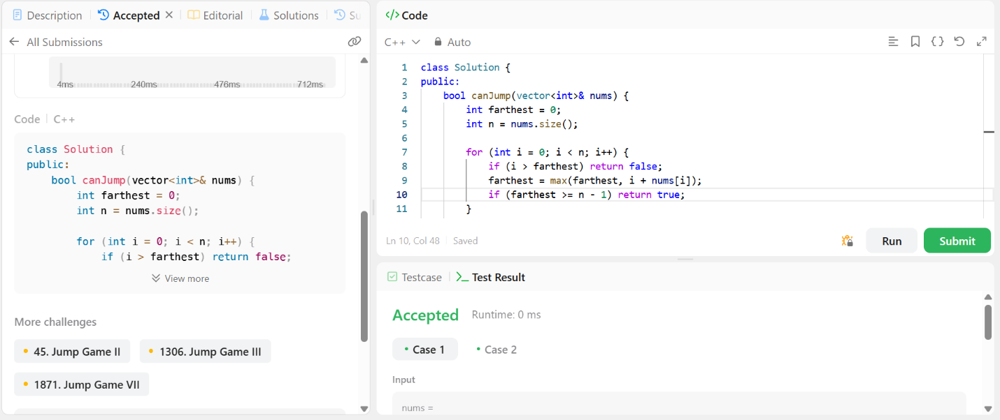 Description
Accepted
Editorial
Solutions
Su
All Submissions
4ms 240ms 476ms 712ms
Code
C++
class Solution {
public:
    bool canJump(vector<int>& nums) {
        int farthest = 0;
        int n = nums.size();
        for (int i = 0; i < n; i++) {
            if (i > farthest) return false;
View more
More challenges
45. Jump Game II
1306. Jump Game III
1871. Jump Game VII
</> Code
C++
Auto
1 class Solution {
2 public:
3     bool canJump(vector<int>& nums) {
4         int farthest = 0;
5         int n = nums.size();
6
7         for (int i = 0; i < n; i++) {
8             if (i > farthest) return false;
9             farthest = max(farthest, i + nums[i]);
10             if (farthest >= n - 1) return true;
11         }
Ln 10, Col 48
Saved
Run
Submit
Testcase
Test Result
Accepted
Runtime: 0 ms
Case 1
Case 2
Input
nums =